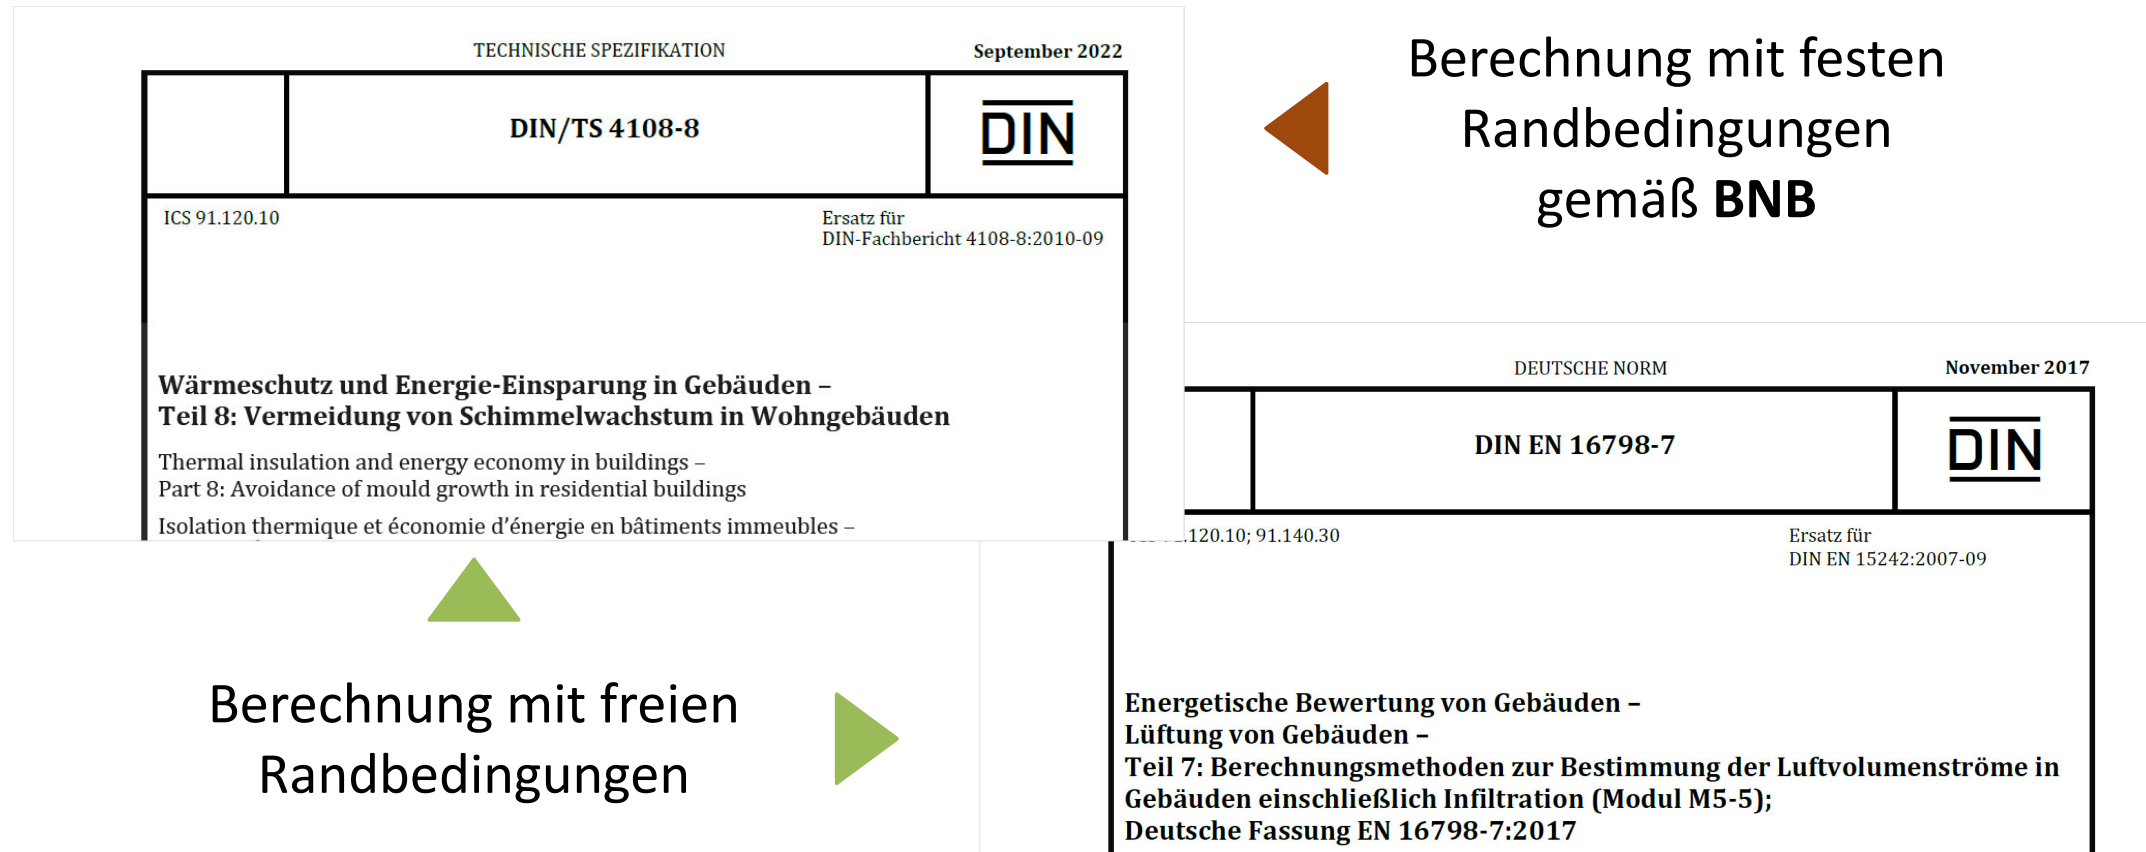 TECHNISCHE SPEZIFIKATION
September 2022
DIN/TS 4108-8
DIN
ICS 91.120.10
Ersatz für
DIN-Fachbericht 4108-8:2010-09
Wärmeschutz und Energie-Einsparung in Gebäuden –
Teil 8: Vermeidung von Schimmelwachstum in Wohngebäuden
Thermal insulation and energy economy in buildings –
Part 8: Avoidance of mould growth in residential buildings
Isolation thermique et économie d'énergie en bâtiments immeubles –
Berechnung mit festen
Randbedingungen
gemäß BNB
DEUTSCHE NORM
November 2017
DIN EN 16798-7
DIN
.120.10; 91.140.30
Ersatz für
DIN EN 15242:2007-09
Energetische Bewertung von Gebäuden –
Lüftung von Gebäuden –
Teil 7: Berechnungsmethoden zur Bestimmung der Luftvolumenströme in
Gebäuden einschließlich Infiltration (Modul M5-5);
Deutsche Fassung EN 16798-7:2017
Berechnung mit freien
Randbedingungen